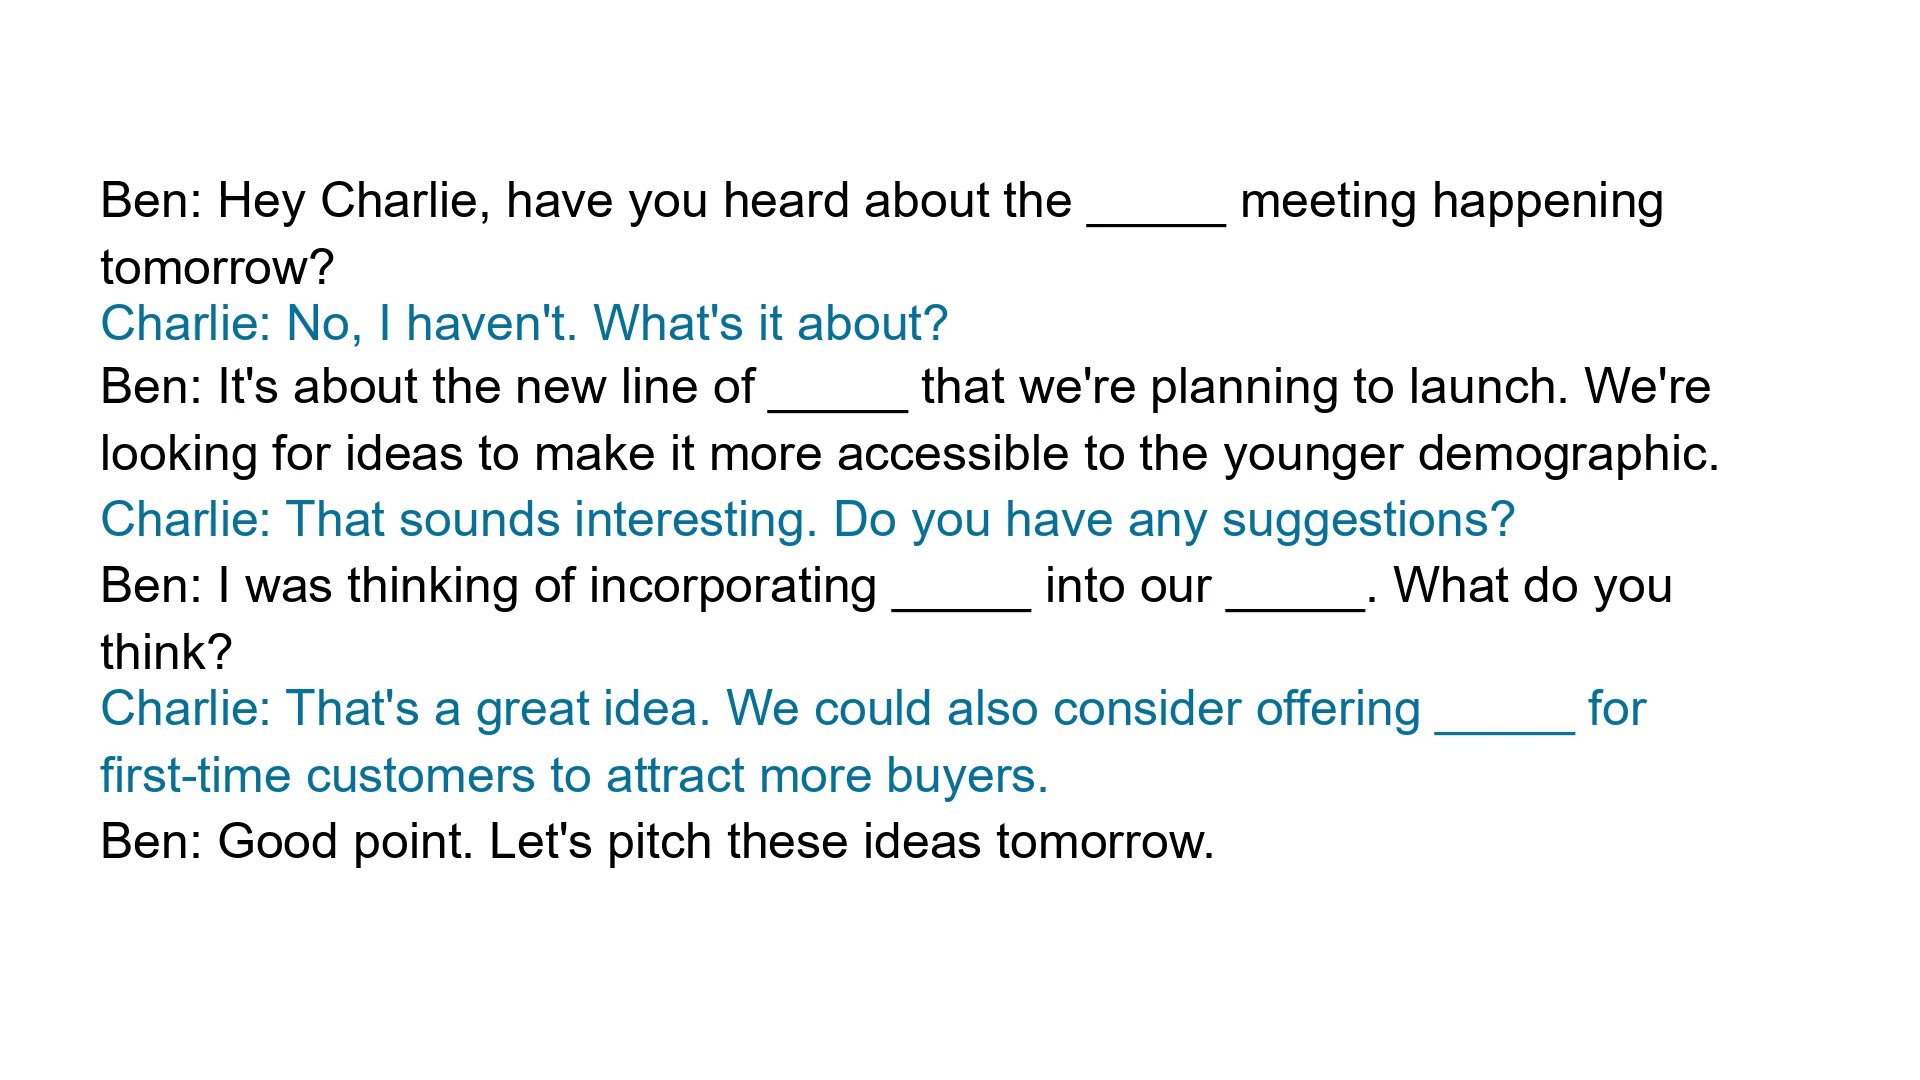 Ben: Hey Charlie, have you heard about the _____ meeting happening
tomorrow?
Charlie: No, I haven't. What's it about?
Ben: It's about the new line of _____ that we're planning to launch. We're
looking for ideas to make it more accessible to the younger demographic.
Charlie: That sounds interesting. Do you have any suggestions?
Ben: I was thinking of incorporating _____ into our _____. What do you
think?
Charlie: That's a great idea. We could also consider offering _____ for
first-time customers to attract more buyers.
Ben: Good point. Let's pitch these ideas tomorrow.